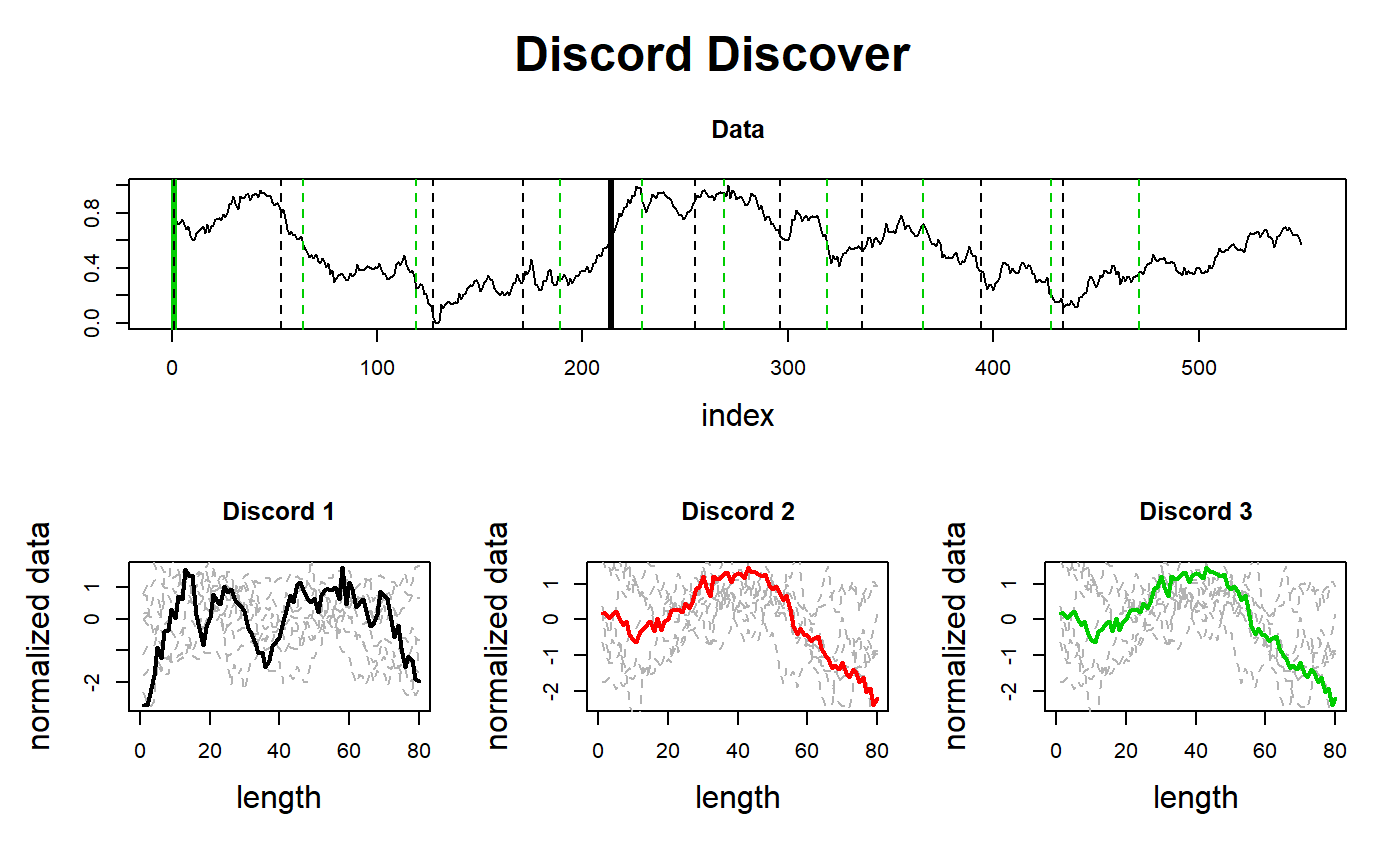 Discord Discover
Data
0.0 0.4 0.8
0 100 200 300 400 500
index
Discord 1 Discord 2 Discord 3
normalized data normalized data normalized data
-2 0 1 -2 -1 0 1 -2 -1 0 1
0 20 40 60 80 0 20 40 60 80 0 20 40 60 80
length length length